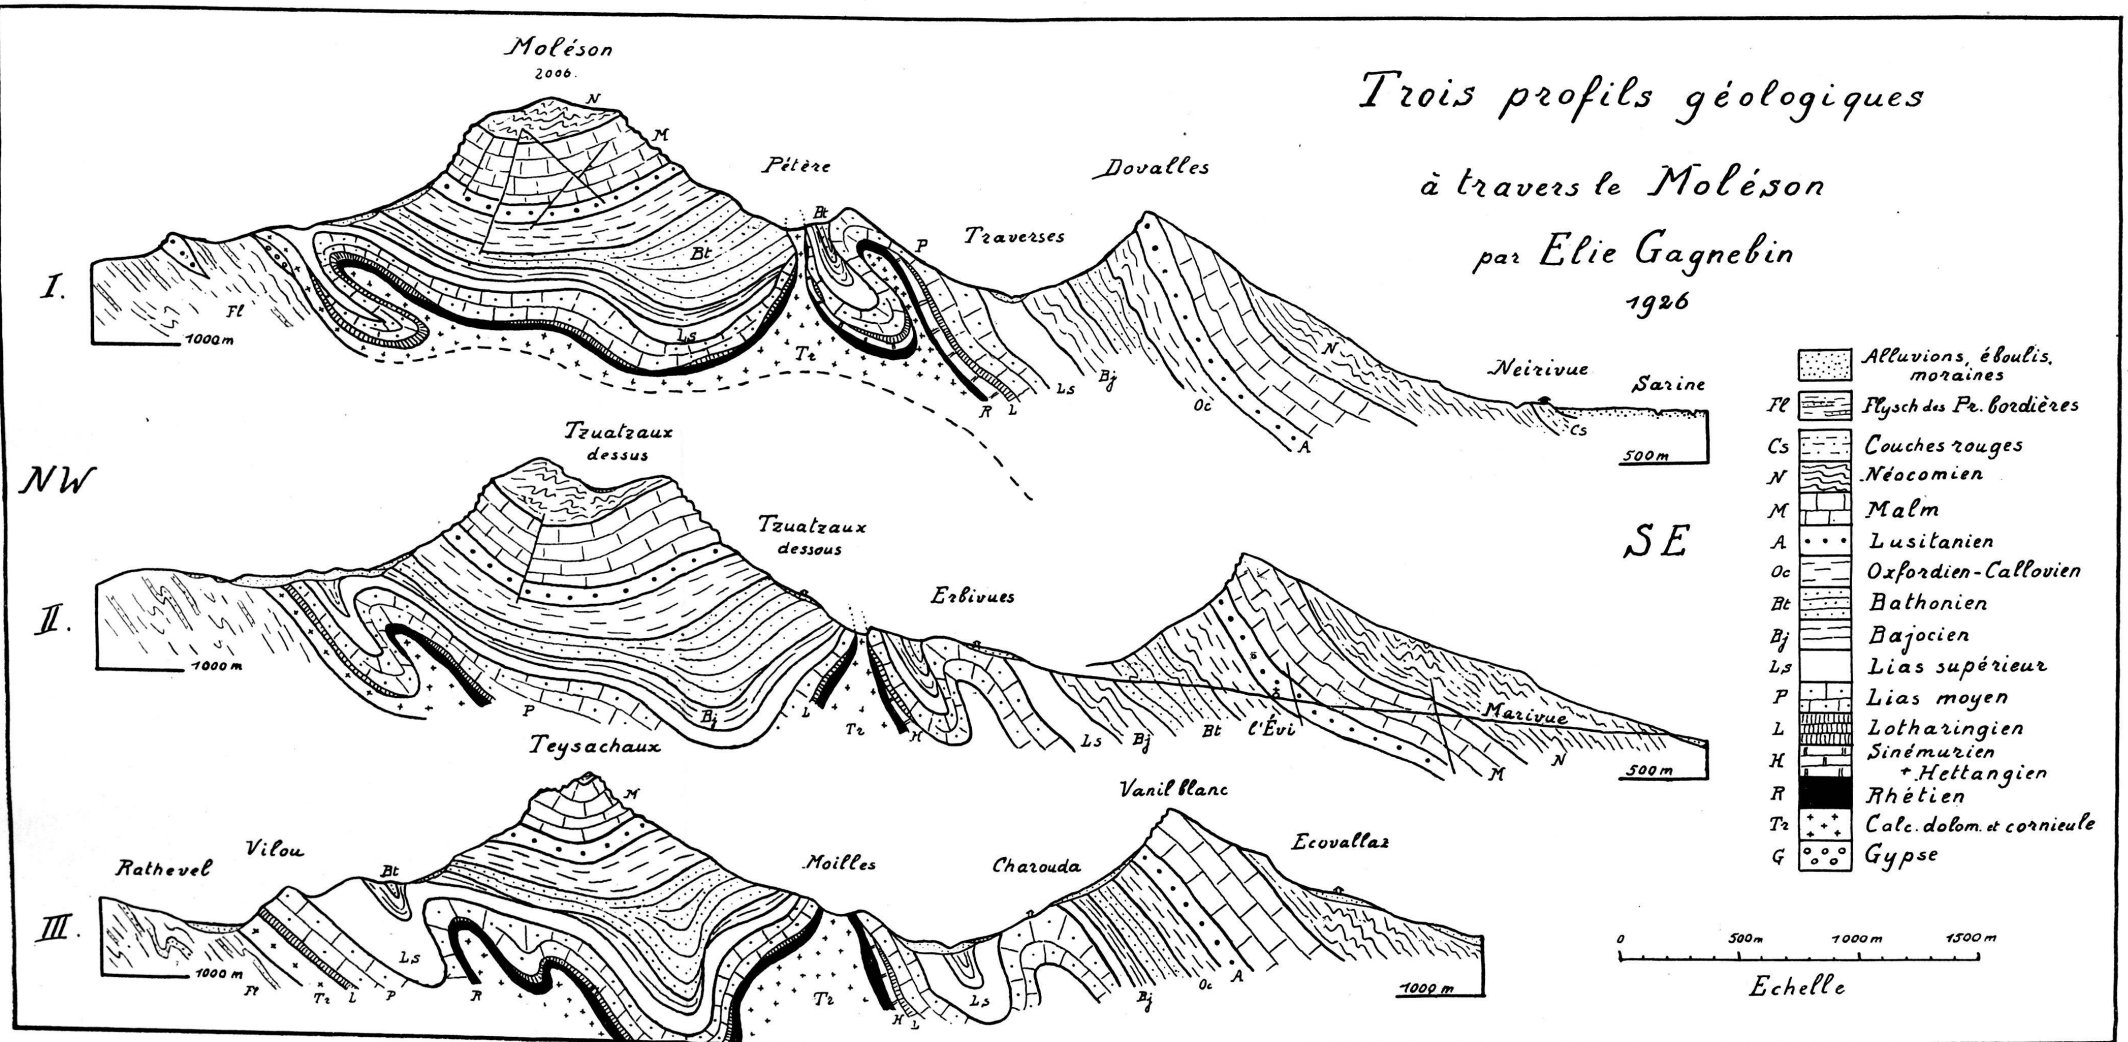 Trois profils géologiques
à travers le Moléson
par Elie Gagnebin
1926
I.
Moléson
2006.
N
M
Pétère
Bt
P
Traverses
Dovalles
Bt
Fl
1000m
Ls
Tr
R
L
Ls
Bj
Oc
A
N
Neirivue
Sarine
Cs
500m
NW
SE
II.
Tzuatzaux
dessus
Tzuatzaux
dessous
Erbivues
1000m
P
Bj
L
Tr
H
Ls
Bj
Bt
l'Évi
Marivue
M
N
500m
III.
Rathevel
Vilou
Bt
Teysachaux
M
Moilles
Charouda
Vanil blanc
Ecovallaz
1000m
Fl
Tr
L
P
Ls
R
Tr
H
L
Ls
Bj
Oc
A
1000m
Alluvions, éboulis,
moraines
Fl Flysch des Pr. bordières
Cs Couches rouges
N Néocomien
M Malm
A Lusitanien
Oc Oxfordien-Callovien
Bt Bathonien
Bj Bajocien
Ls Lias supérieur
P Lias moyen
L Lotharingien
H Sinémurien
+ Hettangien
R Rhétien
Tr Calc. dolom. et cornieule
G Gypse
0 500m 1000m 1500m
Echelle